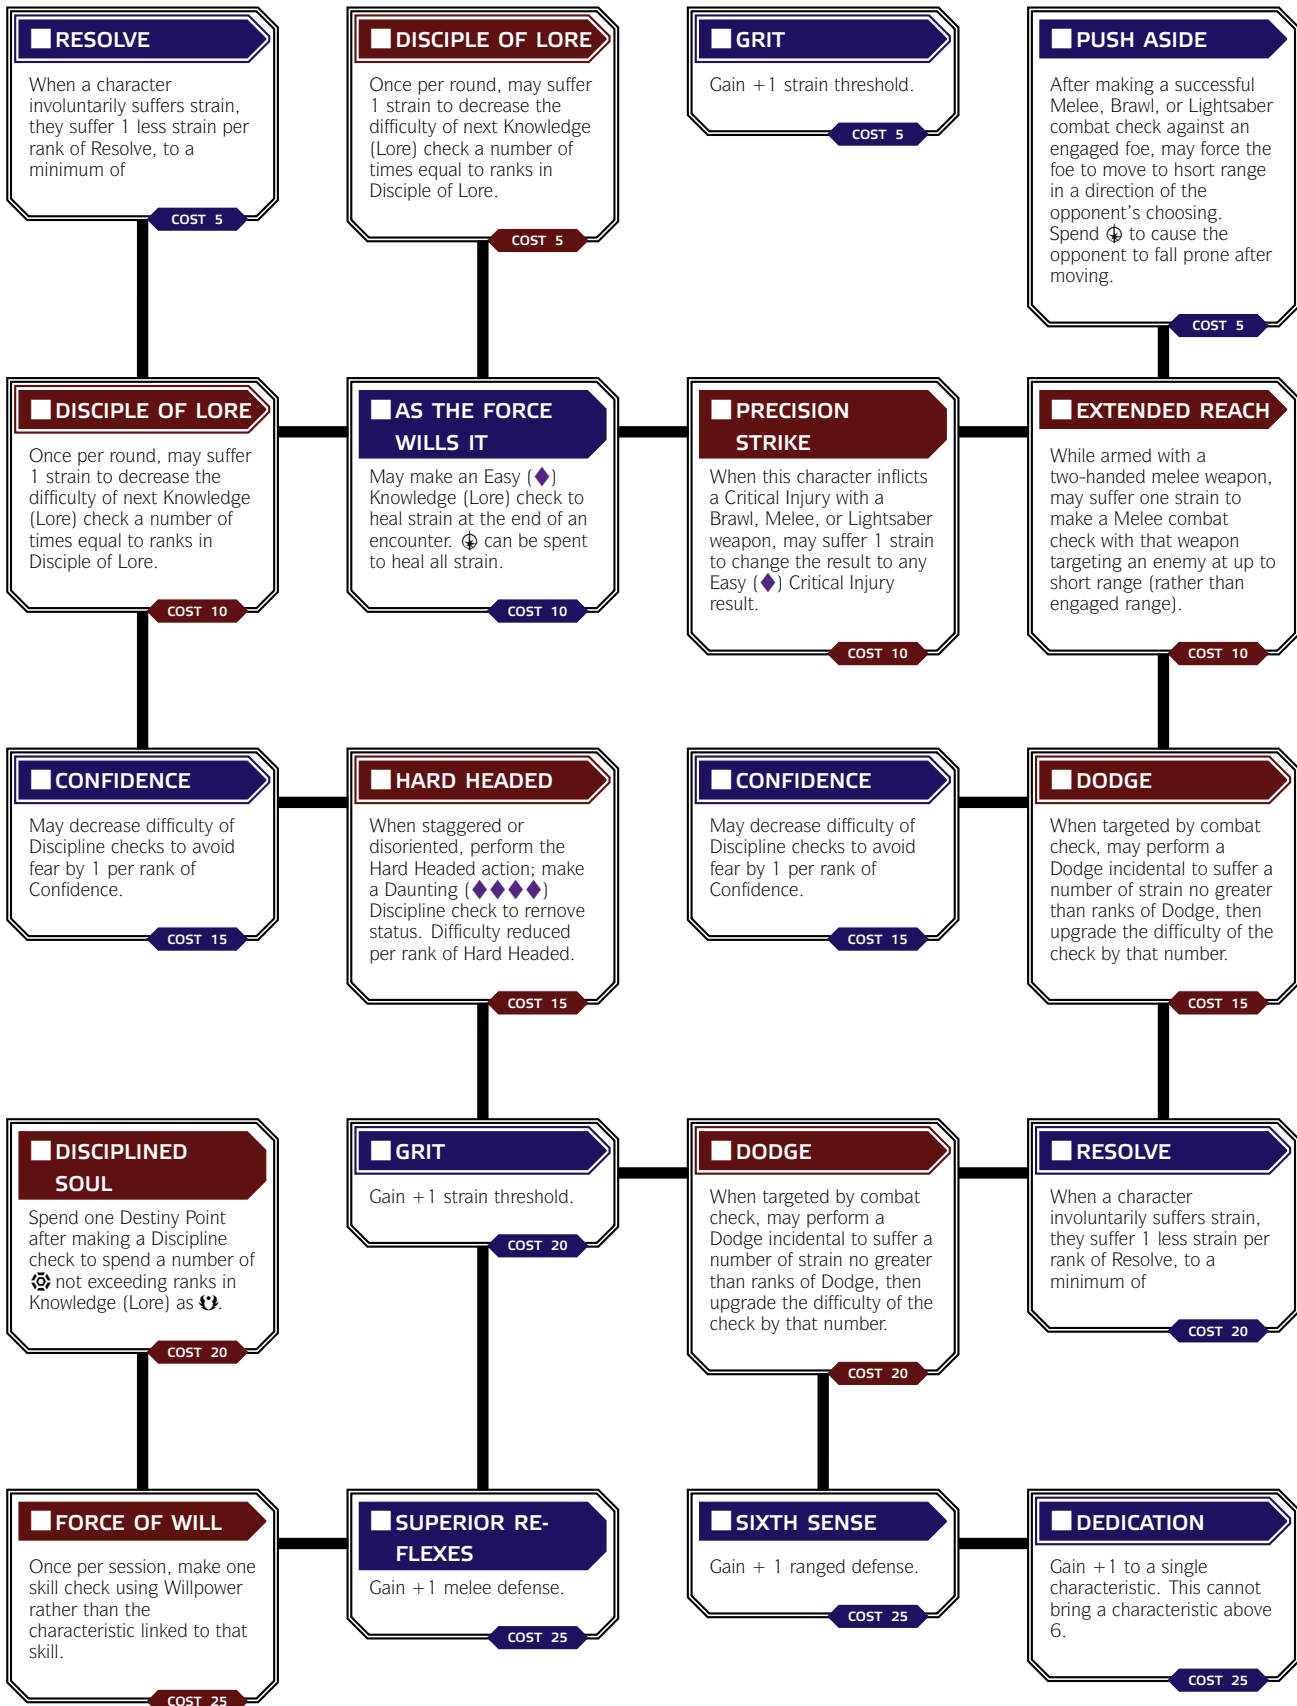 RESOLVE
When a character
involuntarily suffers strain,
they suffer 1 less strain per
rank of Resolve, to a
minimum of
COST 5
DISCIPLE OF LORE
Once per round, may suffer
1 strain to decrease the
difficulty of next Knowledge
(Lore) check a number of
times equal to ranks in
Disciple of Lore.
COST 5
GRIT
Gain +1 strain threshold.
COST 5
PUSH ASIDE
After making a successful
Melee, Brawl, or Lightsaber
combat check against an
engaged foe, may force the
foe to move to hsort range
in a direction of the
opponent's choosing.
Spend to cause the
opponent to fall prone after
moving.
COST 5
DISCIPLE OF LORE
Once per round, may suffer
1 strain to decrease the
difficulty of next Knowledge
(Lore) check a number of
times equal to ranks in
Disciple of Lore.
COST 10
AS THE FORCE
WILLS IT
May make an Easy (♦)
Knowledge (Lore) check to
heal strain at the end of an
encounter. can be spent
to heal all strain.
COST 10
PRECISION
STRIKE
When this character inflicts
a Critical Injury with a
Brawl, Melee, or Lightsaber
weapon, may suffer 1 strain
to change the result to any
Easy (♦) Critical Injury
result.
COST 10
EXTENDED REACH
While armed with a
two-handed melee weapon,
may suffer one strain to
make a Melee combat
check with that weapon
targeting an enemy at up to
short range (rather than
engaged range).
COST 10
CONFIDENCE
May decrease difficulty of
Discipline checks to avoid
fear by 1 per rank of
Confidence.
COST 15
HARD HEADED
When staggered or
disoriented, perform the
Hard Headed action; make
a Daunting (♦♦♦♦)
Discipline check to rernove
status. Difficulty reduced
per rank of Hard Headed.
COST 15
CONFIDENCE
May decrease difficulty of
Discipline checks to avoid
fear by 1 per rank of
Confidence.
COST 15
DODGE
When targeted by combat
check, may perform a
Dodge incidental to suffer a
number of strain no greater
than ranks of Dodge, then
upgrade the difficulty of the
check by that number.
COST 15
DISCIPLINED
SOUL
Spend one Destiny Point
after making a Discipline
check to spend a number of
not exceeding ranks in
Knowledge (Lore) as .
COST 20
GRIT
Gain +1 strain threshold.
COST 20
DODGE
When targeted by combat
check, may perform a
Dodge incidental to suffer a
number of strain no greater
than ranks of Dodge, then
upgrade the difficulty of the
check by that number.
COST 20
RESOLVE
When a character
involuntarily suffers strain,
they suffer 1 less strain per
rank of Resolve, to a
minimum of
COST 20
FORCE OF WILL
Once per session, make one
skill check using Willpower
rather than the
characteristic linked to that
skill.
COST 25
SUPERIOR RE-
FLEXES
Gain +1 melee defense.
COST 25
SIXTH SENSE
Gain + 1 ranged defense.
COST 25
DEDICATION
Gain +1 to a single
characteristic. This cannot
bring a characteristic above
6.
COST 25